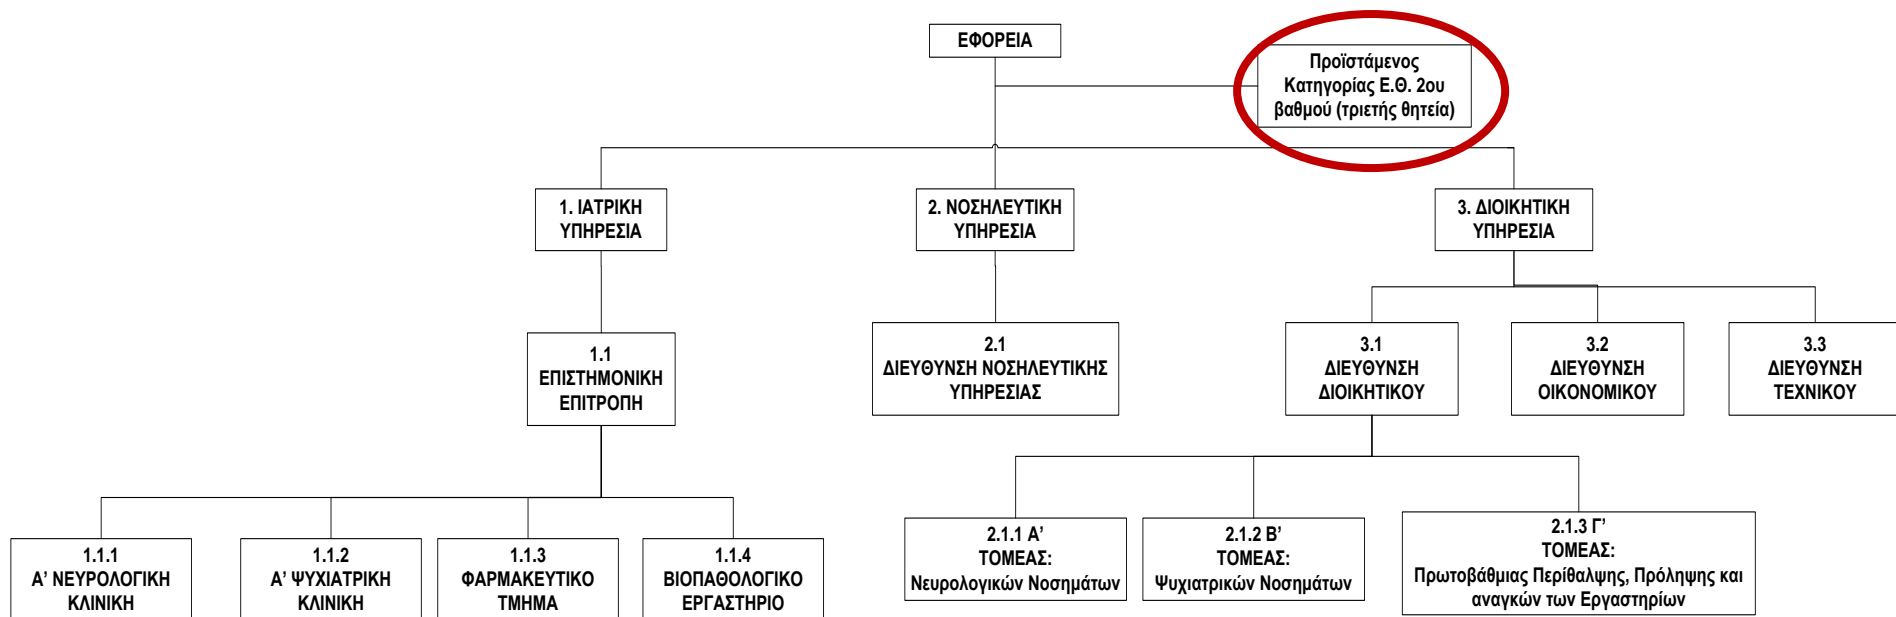 ΕΦΟΡΕΙΑ
Προϊστάμενος
Κατηγορίας Ε.Θ. 2ου
βαθμού (τριετής θητεία)
1. ΙΑΤΡΙΚΗ
ΥΠΗΡΕΣΙΑ
2. ΝΟΣΗΛΕΥΤΙΚΗ
ΥΠΗΡΕΣΙΑ
3. ΔΙΟΙΚΗΤΙΚΗ
ΥΠΗΡΕΣΙΑ
1.1
ΕΠΙΣΤΗΜΟΝΙΚΗ
ΕΠΙΤΡΟΠΗ
2.1
ΔΙΕΥΘΥΝΣΗ ΝΟΣΗΛΕΥΤΙΚΗΣ
ΥΠΗΡΕΣΙΑΣ
3.1
ΔΙΕΥΘΥΝΣΗ
ΔΙΟΙΚΗΤΙΚΟΥ
3.2
ΔΙΕΥΘΥΝΣΗ
ΟΙΚΟΝΟΜΙΚΟΥ
3.3
ΔΙΕΥΘΥΝΣΗ
ΤΕΧΝΙΚΟΥ
1.1.1
Α’ ΝΕΥΡΟΛΟΓΙΚΗ
ΚΛΙΝΙΚΗ
1.1.2
Α’ ΨΥΧΙΑΤΡΙΚΗ
ΚΛΙΝΙΚΗ
1.1.3
ΦΑΡΜΑΚΕΥΤΙΚΟ
ΤΜΗΜΑ
1.1.4
ΒΙΟΠΑΘΟΛΟΓΙΚΟ
ΕΡΓΑΣΤΗΡΙΟ
2.1.1 Α’
ΤΟΜΕΑΣ:
Νευρολογικών Νοσημάτων
2.1.2 Β’
ΤΟΜΕΑΣ:
Ψυχιατρικών Νοσημάτων
2.1.3 Γ’
ΤΟΜΕΑΣ:
Πρωτοβάθμιας Περίθαλψης, Πρόληψης και
αναγκών των Εργαστηρίων